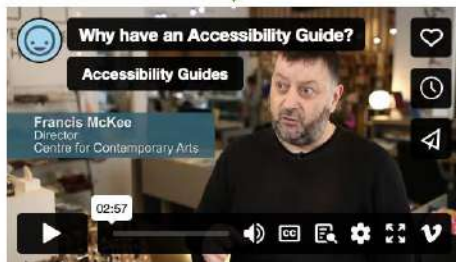 Why have an Accessibility Guide?
Accessibility Guides
Francis McKee
Director
Centre for Contemporary Arts
02:57
CC